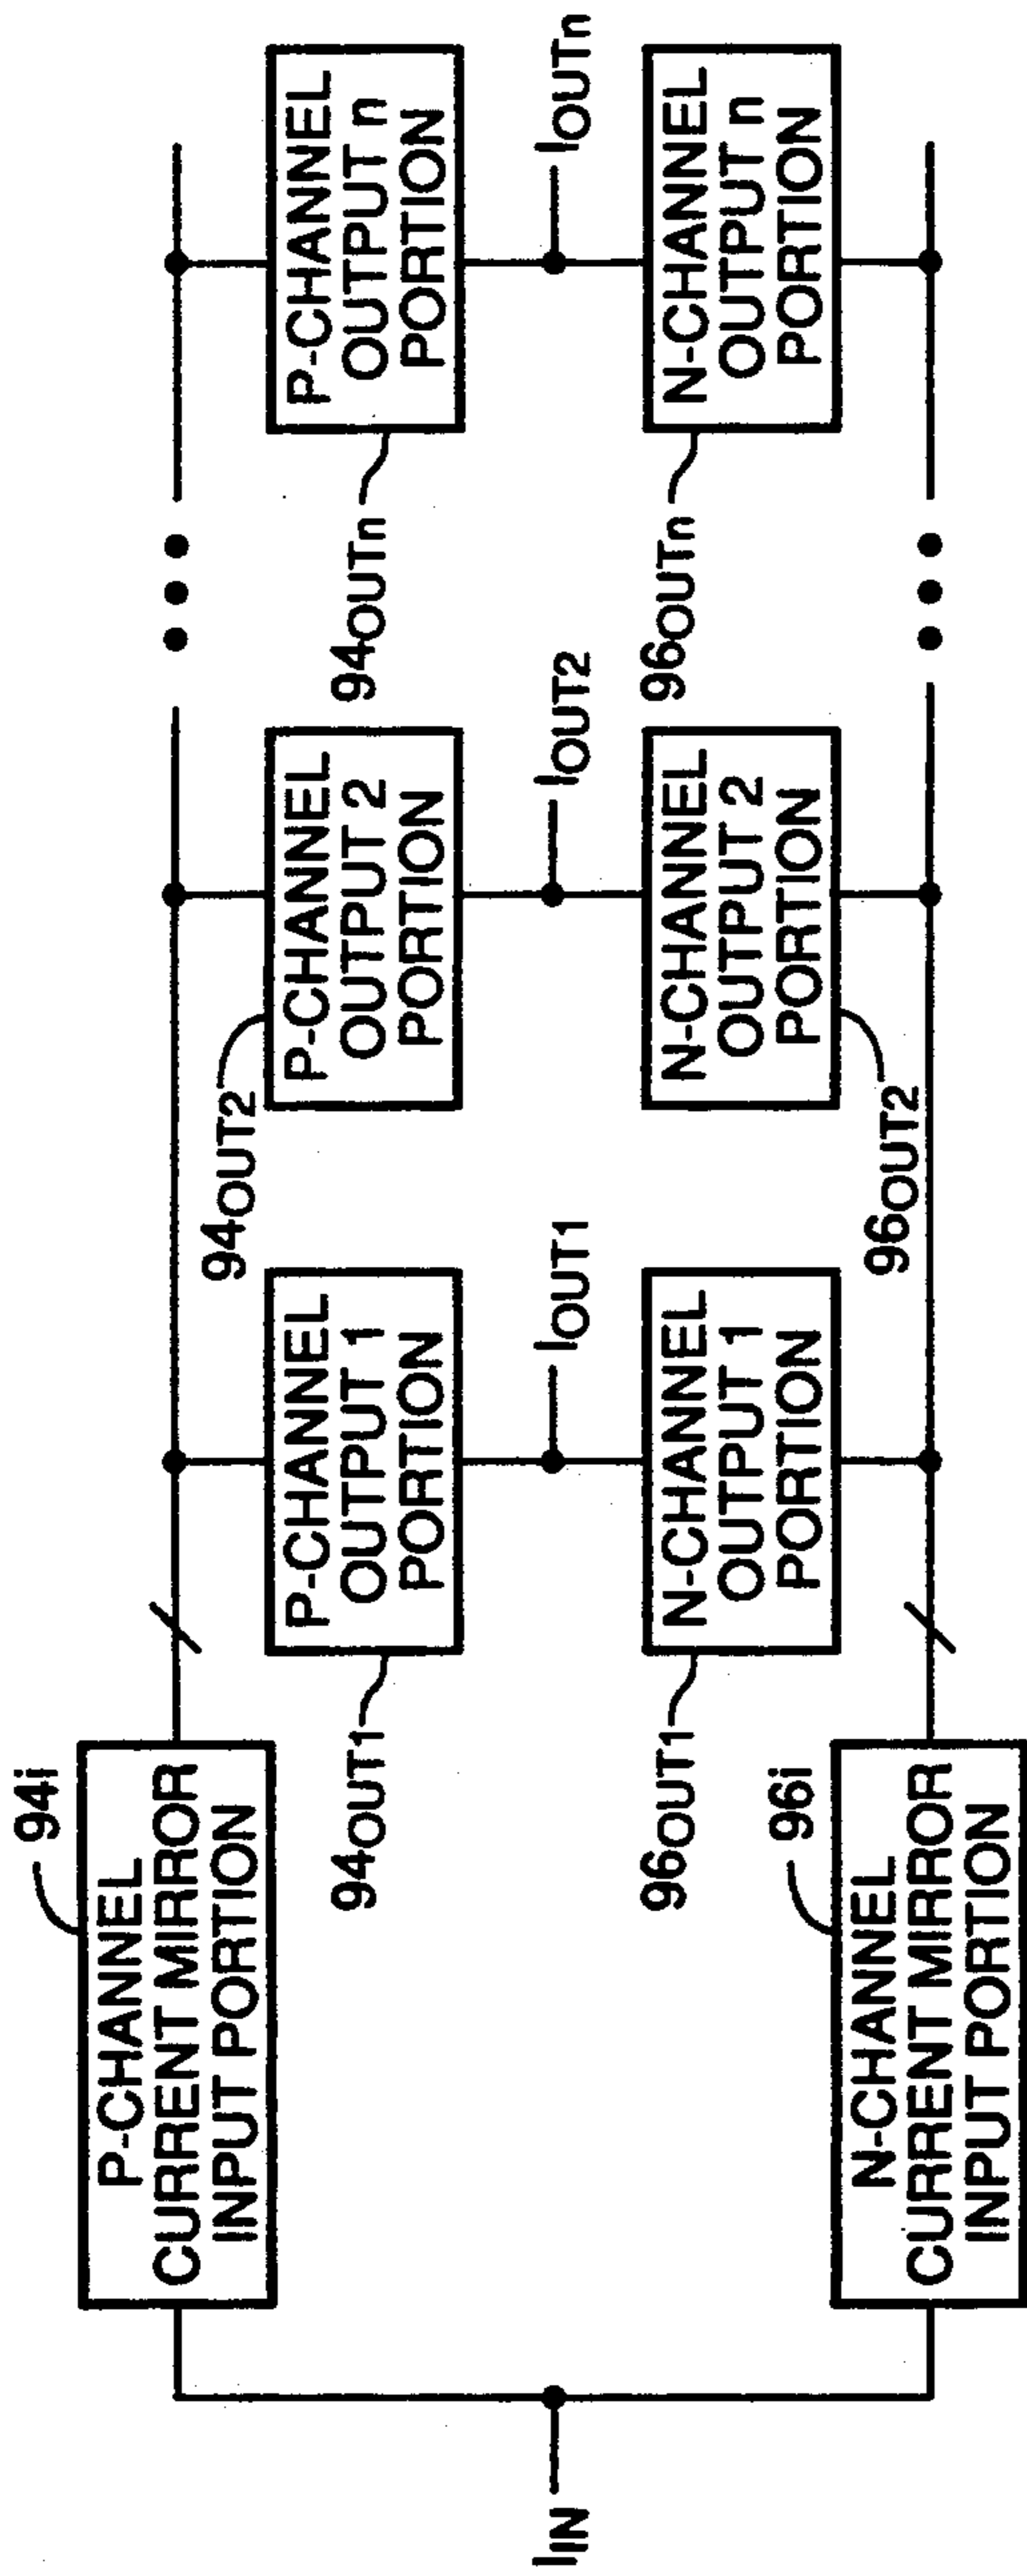 94i
P-CHANNEL
CURRENT MIRROR
INPUT PORTION
94OUT1
P-CHANNEL
OUTPUT 1
PORTION
94OUT2
P-CHANNEL
OUTPUT 2
PORTION
94OUTn
P-CHANNEL
OUTPUT n
PORTION
IIN
IOUT1
IOUT2
IOUTn
96i
N-CHANNEL
CURRENT MIRROR
INPUT PORTION
96OUT1
N-CHANNEL
OUTPUT 1
PORTION
96OUT2
N-CHANNEL
OUTPUT 2
PORTION
96OUTn
N-CHANNEL
OUTPUT n
PORTION